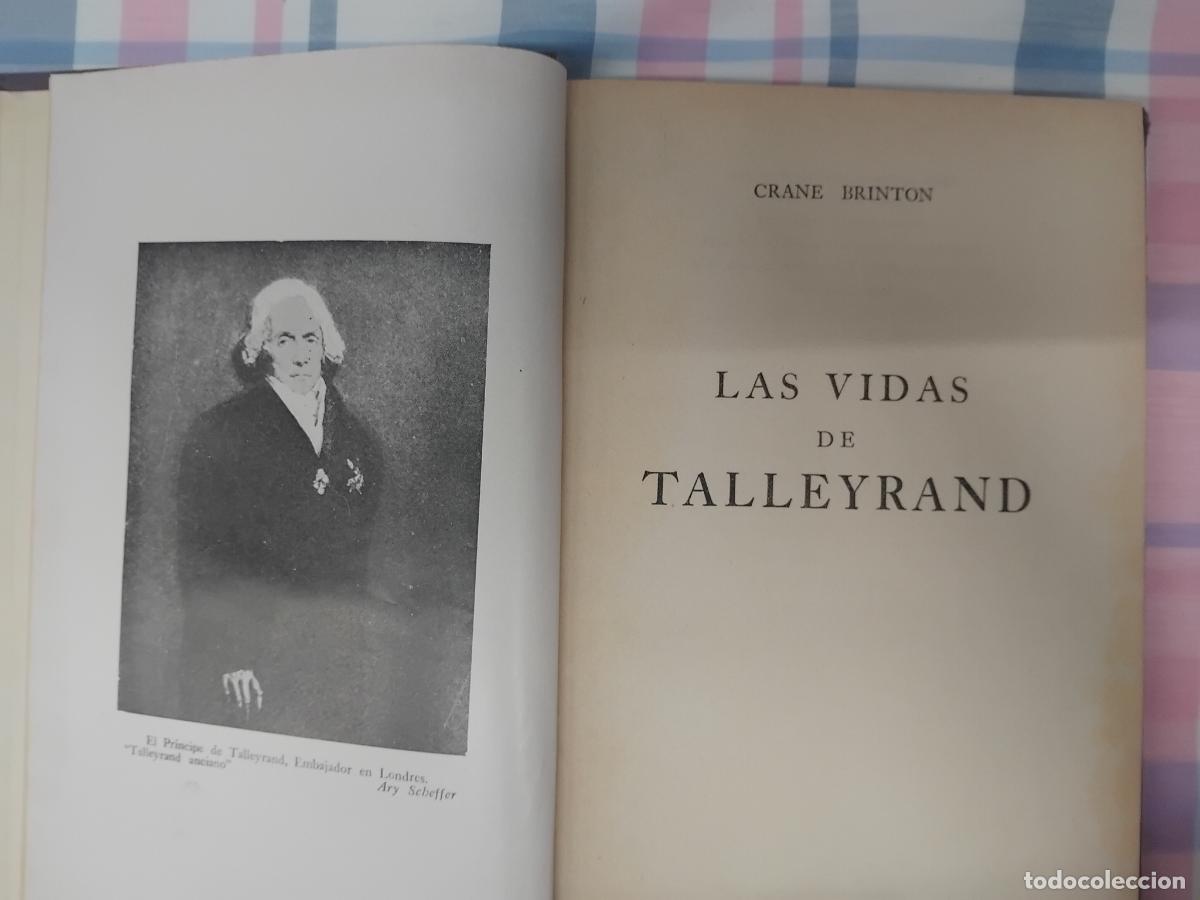 El Príncipe de Talleyrand, Embajador en Londres.
"Talleyrand anciano"
Ary Scheffer
CRANE BRINTON
LAS VIDAS
DE
TALLEYRAND
todocoleccion